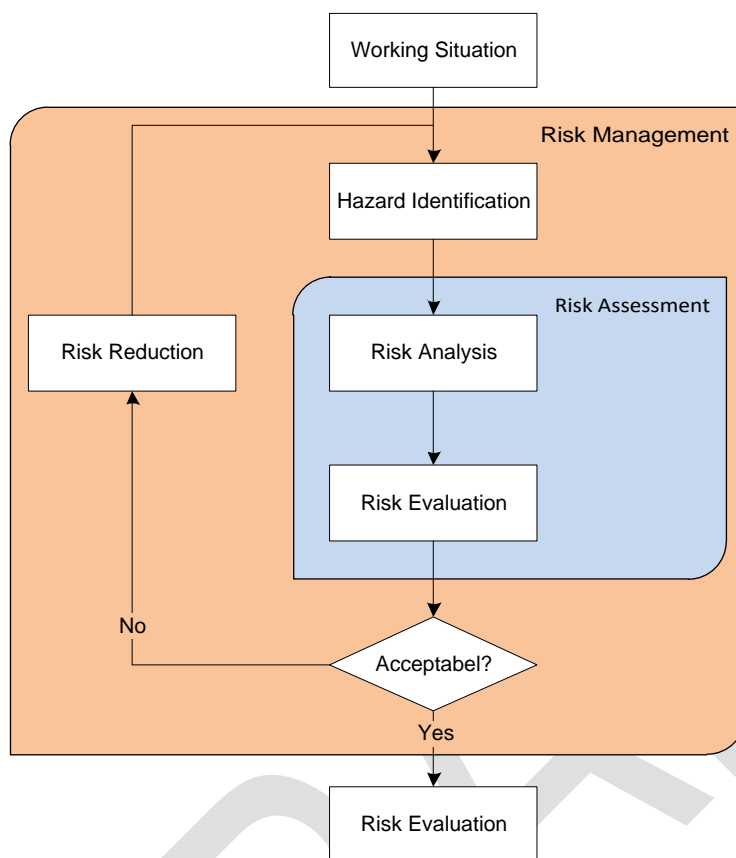 Working Situation
Risk Management
Hazard Identification
Risk Assessment
Risk Analysis
Risk Reduction
Risk Evaluation
No
Acceptabel?
Yes
Risk Evaluation